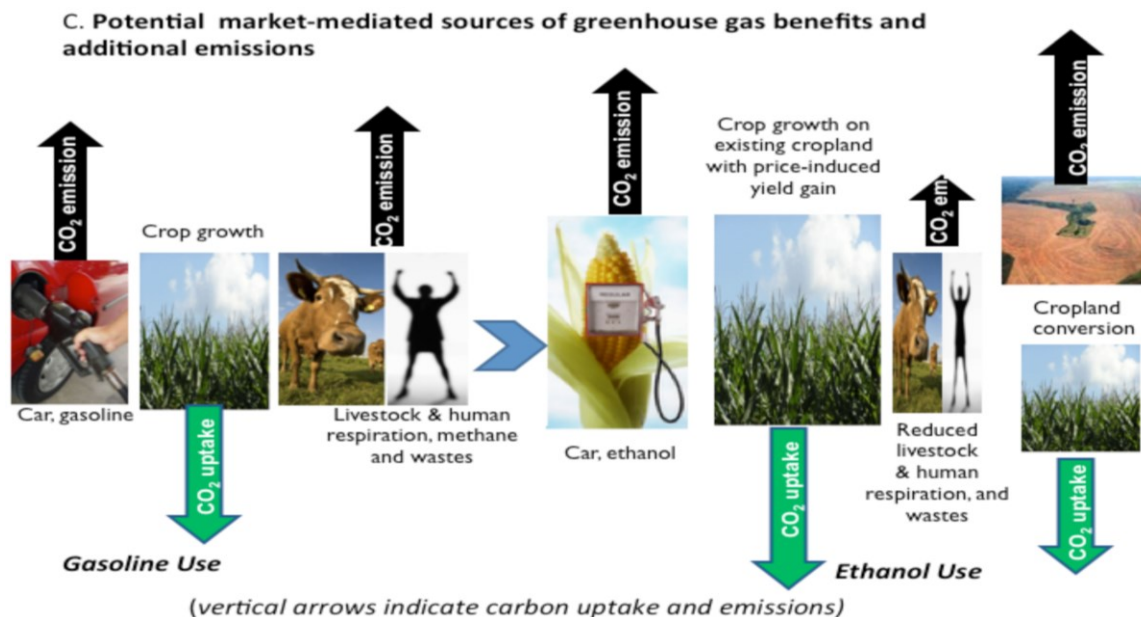 C. Potential market-mediated sources of greenhouse gas benefits and
additional emissions
CO₂ emission
Crop growth
CO₂ emission
CO₂ emission
Crop growth on
existing cropland
with price-induced
yield gain
CO₂ em
CO₂ emission
Car, gasoline
CO₂ uptake
Livestock & human
respiration, methane
and wastes
REGULAR
Car, ethanol
CO₂ uptake
Reduced
livestock
& human
respiration, and
wastes
Cropland
conversion
CO₂ uptake
Gasoline Use
Ethanol Use
(vertical arrows indicate carbon uptake and emissions)